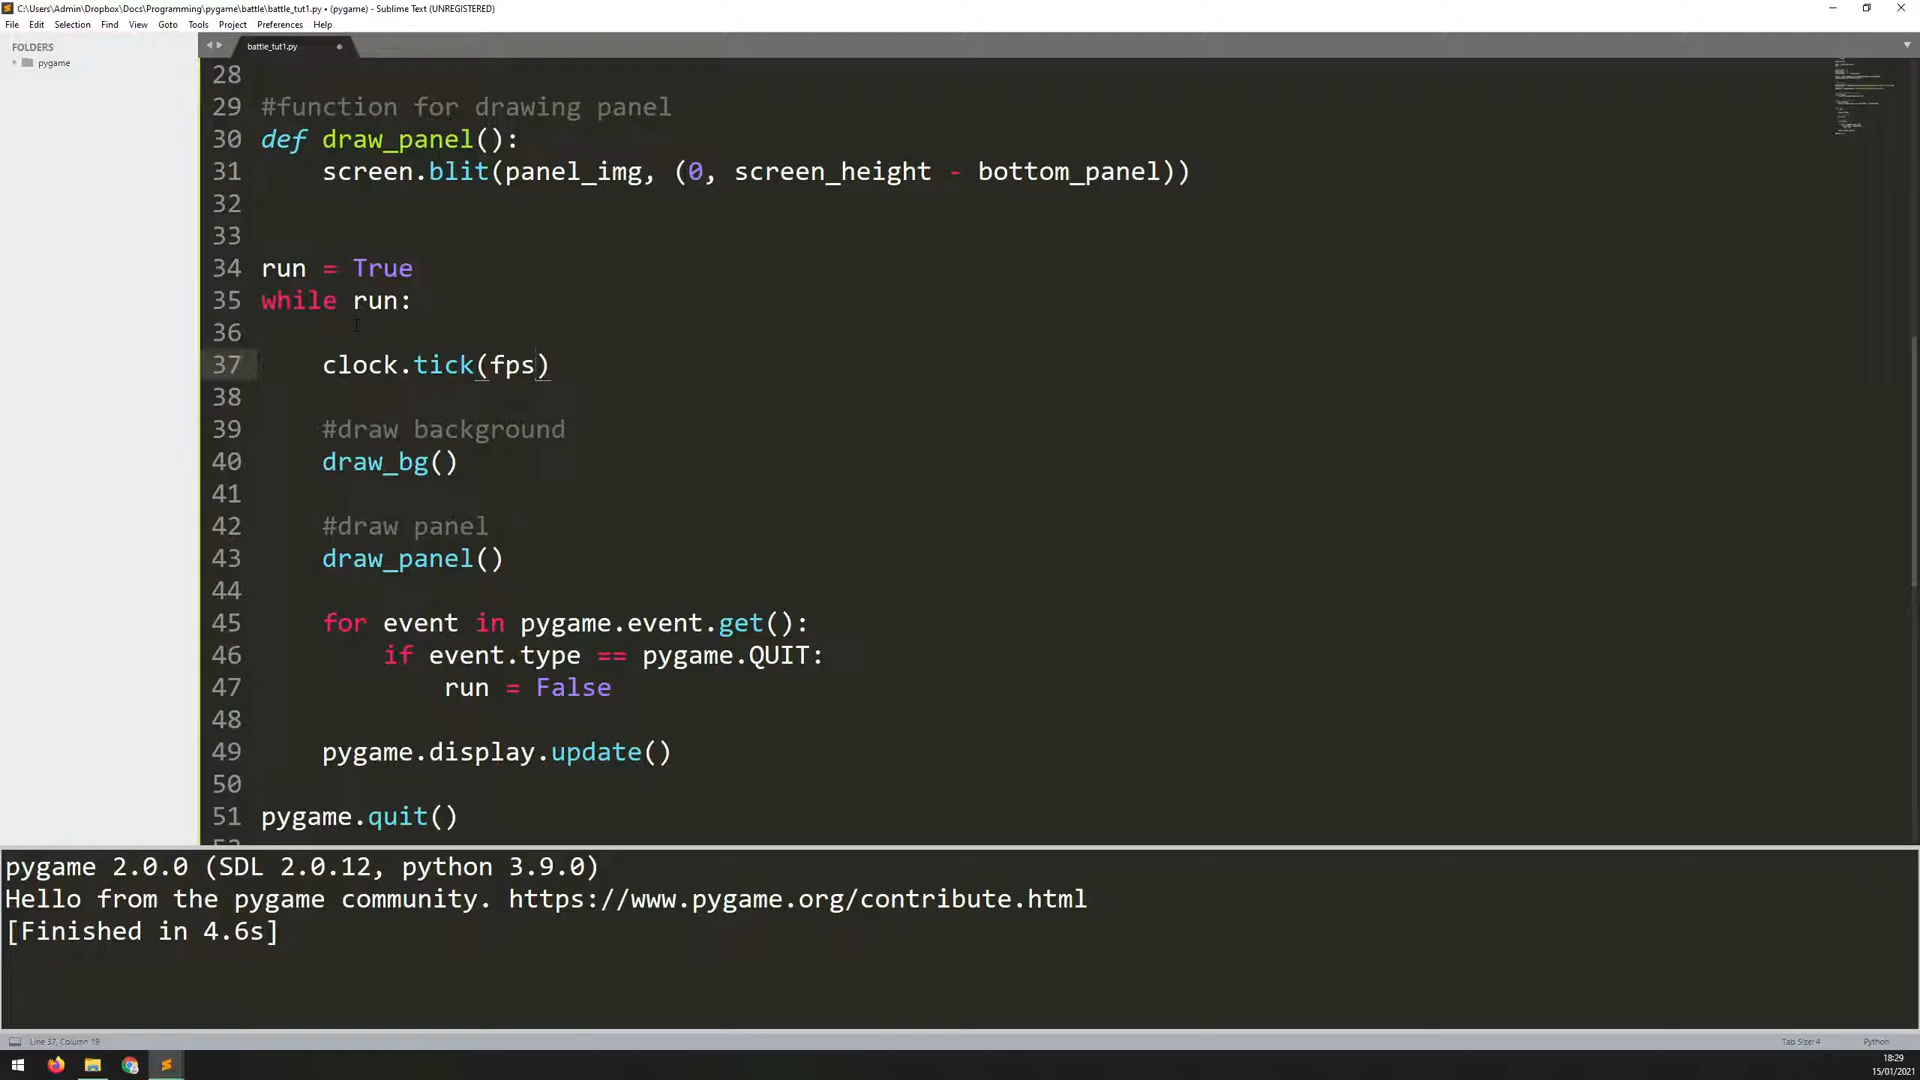 C:\Users\Admin\Dropbox\Docs\Programming\pygame\battle\battle_tut1.py • (pygame) - Sublime Text (UNREGISTERED)
File Edit Selection Find View Goto Tools Project Preferences Help
FOLDERS
pygame
battle_tut1.py
28
29 #function for drawing panel
30 def draw_panel():
31     screen.blit(panel_img, (0, screen_height - bottom_panel))
32
33
34 run = True
35 while run:
36
37     clock.tick(fps)
38
39     #draw background
40     draw_bg()
41
42     #draw panel
43     draw_panel()
44
45     for event in pygame.event.get():
46         if event.type == pygame.QUIT:
47             run = False
48
49     pygame.display.update()
50
51 pygame.quit()
pygame 2.0.0 (SDL 2.0.12, python 3.9.0)
Hello from the pygame community. https://www.pygame.org/contribute.html
[Finished in 4.6s]
Line 37, Column 19
Tab Size: 4
Python
18:29
15/01/2021